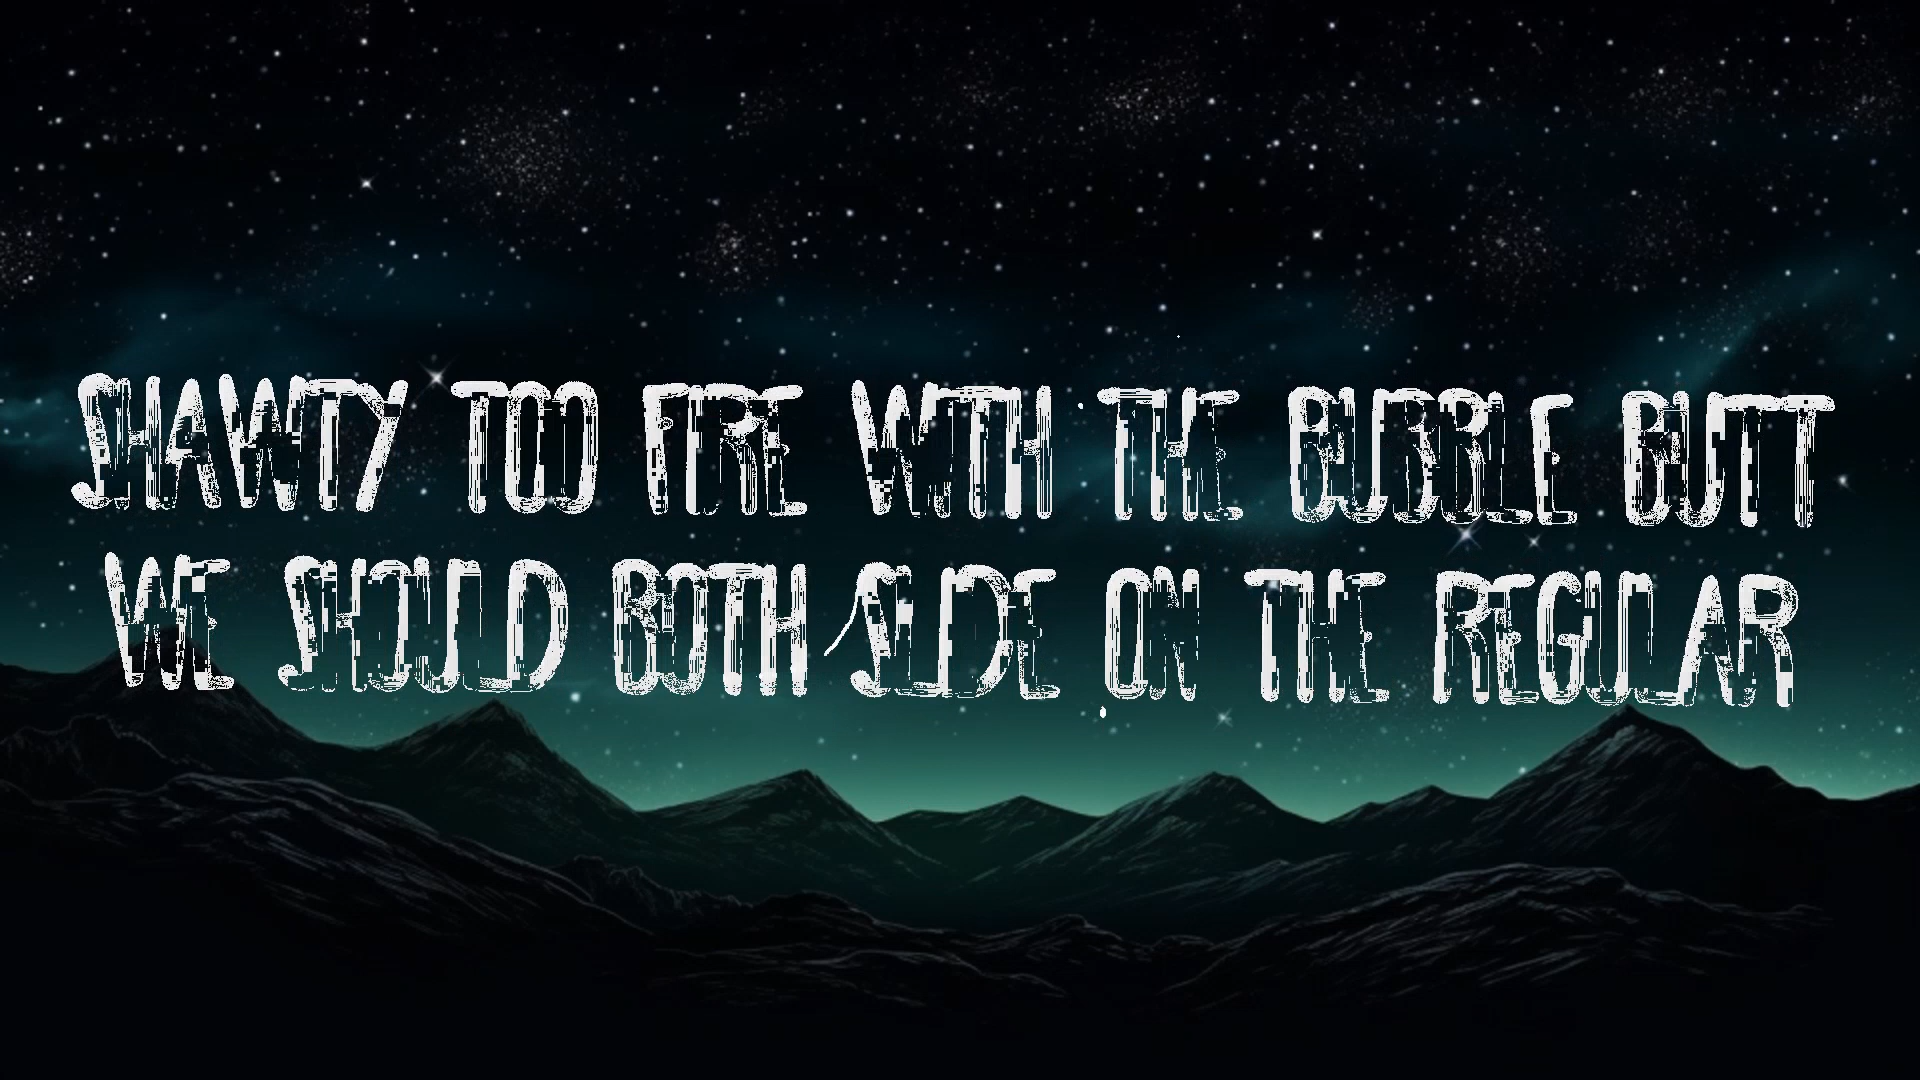 SHAWTY TOO FIRE WITH THE BUBBLE BUTT
WE SHOULD BOTH SLIDE ON THE REGULAR